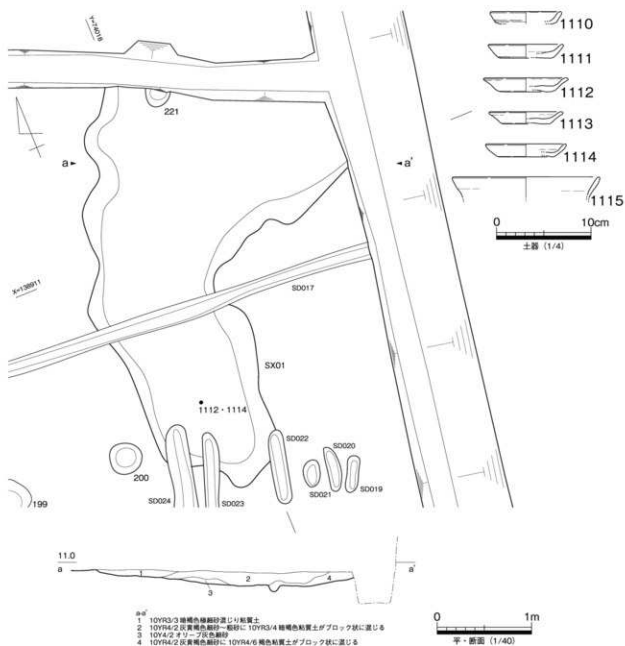 Y=74016
221
a
a'
X=138911
SD017
SX01
1112・1114
SD022
SD020
SD021
SD019
SD024
SD023
200
199
1110
1111
1112
1113
1114
1115
0
10cm
土器 (1/4)
11.0
a
a'
1
2
3
4
a-a'
1 10YR3/3 暗褐色極細砂混じり粘質土
2 10YR4/2 灰黄褐色細砂〜粗砂に 10YR3/4 暗褐色粘質土がブロック状に混じる
3 10Y4/2 オリーブ灰色細砂
4 10YR4/2 灰黄褐色細砂に 10YR4/6 褐色粘質土がブロック状に混じる
0
1m
平・断面 (1/40)